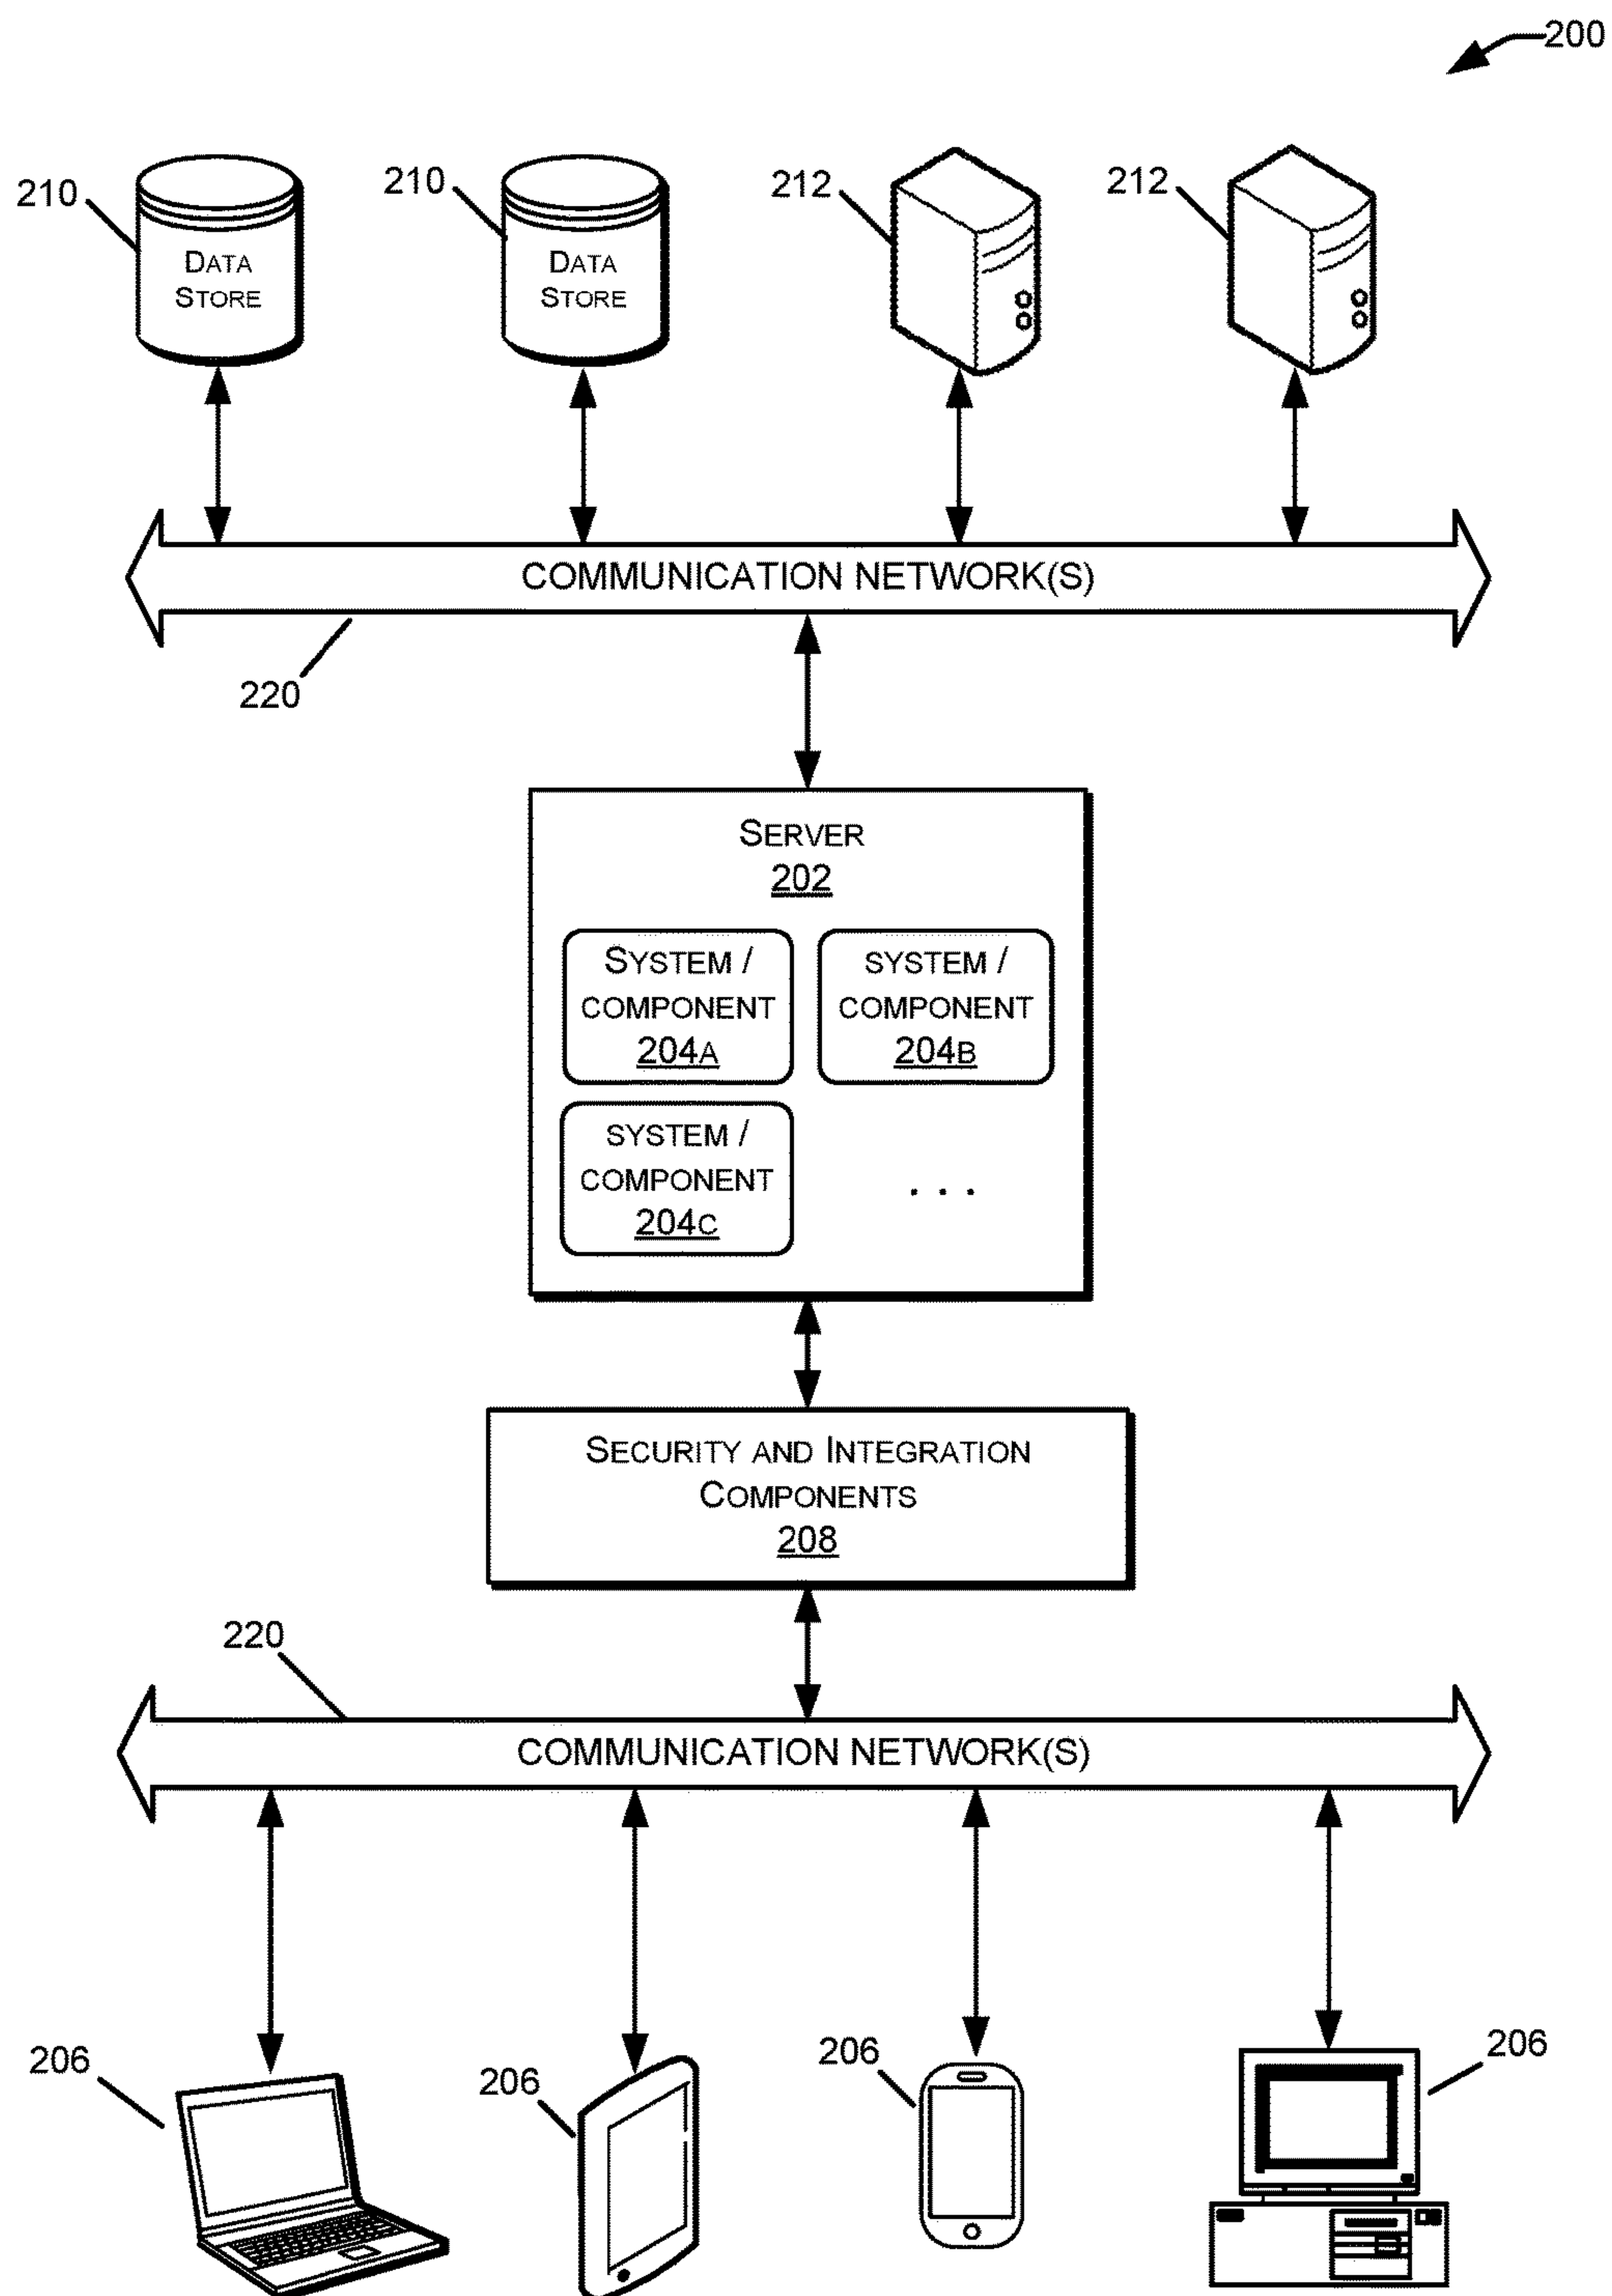 200
210
210
212
212
DATA
STORE
DATA
STORE
COMMUNICATION NETWORK(S)
220
SERVER
202
SYSTEM /
COMPONENT
204A
SYSTEM /
COMPONENT
204B
SYSTEM /
COMPONENT
204C
. . .
SECURITY AND INTEGRATION
COMPONENTS
208
220
COMMUNICATION NETWORK(S)
206
206
206
206